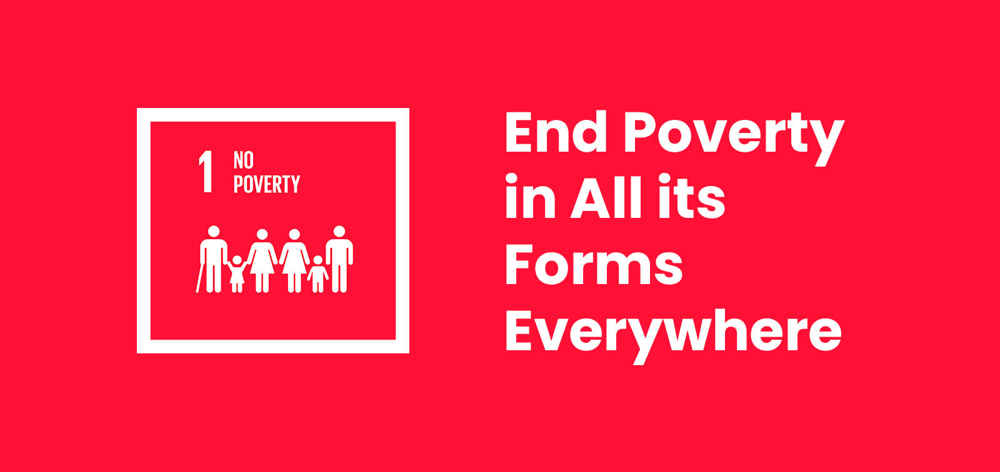 1 NO
POVERTY
End Poverty
in All its
Forms
Everywhere